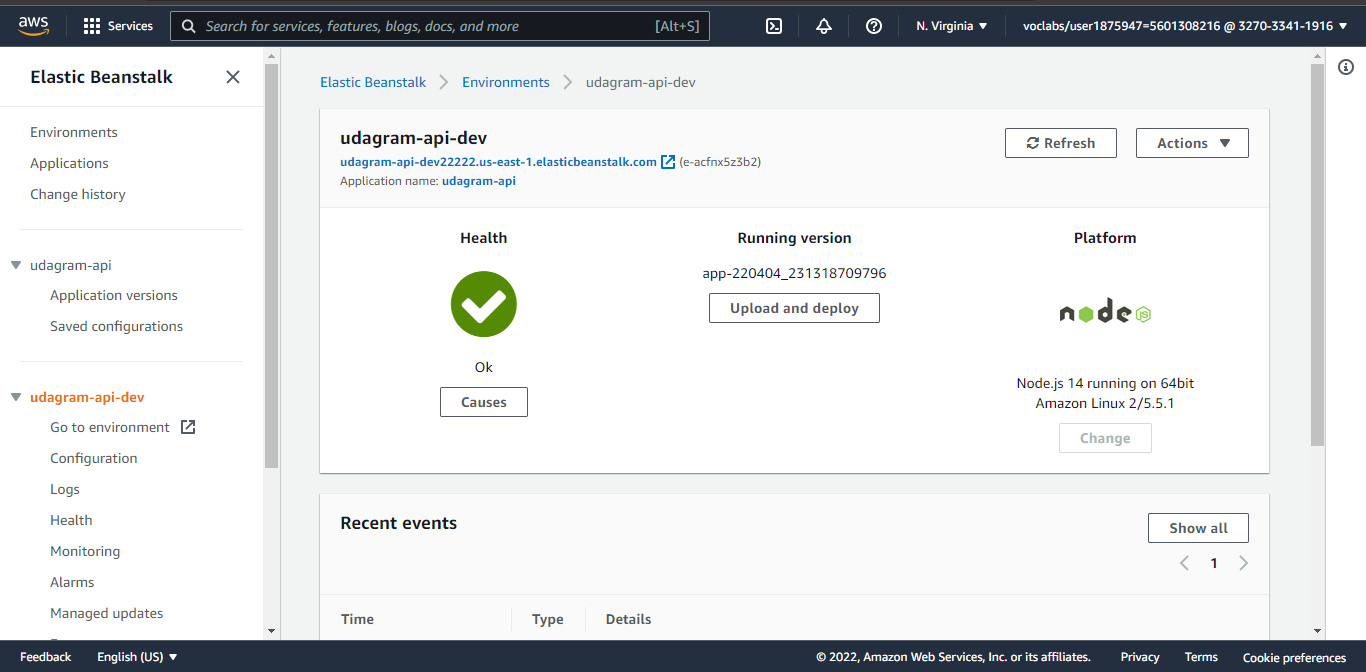 aws
Services
Search for services, features, blogs, docs, and more
[Alt+S]
N. Virginia
voclabs/user1875947=5601308216 @ 3270-3341-1916
Elastic Beanstalk
Environments
Applications
Change history
udagram-api
Application versions
Saved configurations
udagram-api-dev
Go to environment
Configuration
Logs
Health
Monitoring
Alarms
Managed updates
Elastic Beanstalk
Environments
udagram-api-dev
udagram-api-dev
udagram-api-dev22222.us-east-1.elasticbeanstalk.com (e-acfnx5z3b2)
Application name: udagram-api
Refresh
Actions
Health
Ok
Causes
Running version
app-220404_231318709796
Upload and deploy
Platform
node JS
Node.js 14 running on 64bit
Amazon Linux 2/5.5.1
Change
Recent events
Show all
1
Time
Type
Details
Feedback
English (US)
© 2022, Amazon Web Services, Inc. or its affiliates.
Privacy
Terms
Cookie preferences